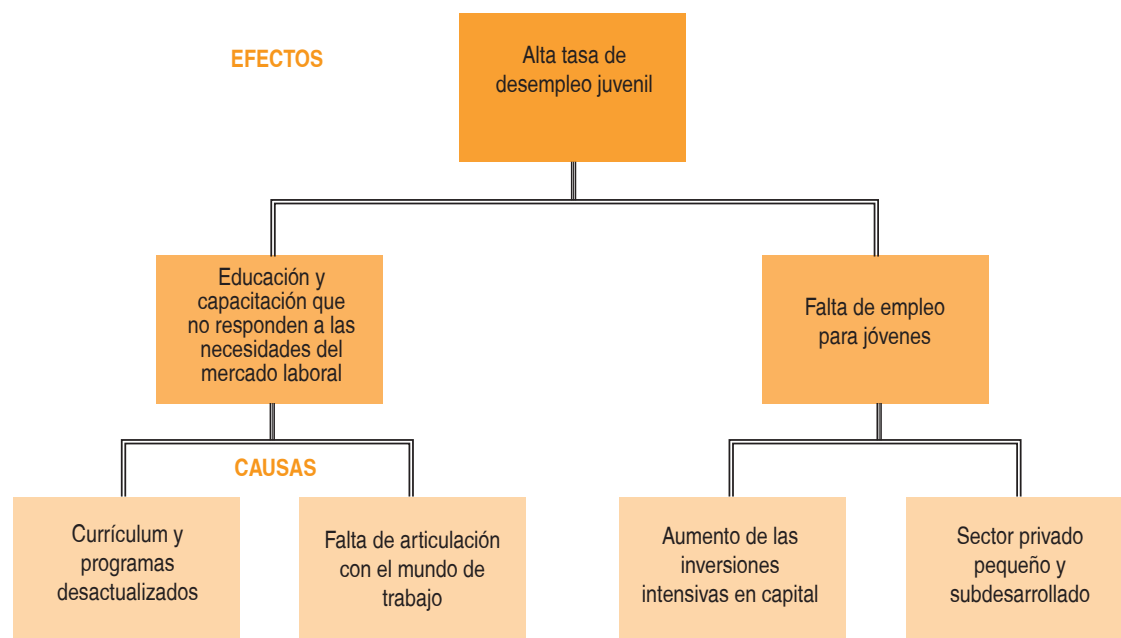 EFECTOS
Alta tasa de
desempleo juvenil
Educación y
capacitación que
no responden a las
necesidades del
mercado laboral
Falta de empleo
para jóvenes
CAUSAS
Currículum y
programas
desactualizados
Falta de articulación
con el mundo de
trabajo
Aumento de las
inversiones
intensivas en capital
Sector privado
pequeño y
subdesarrollado